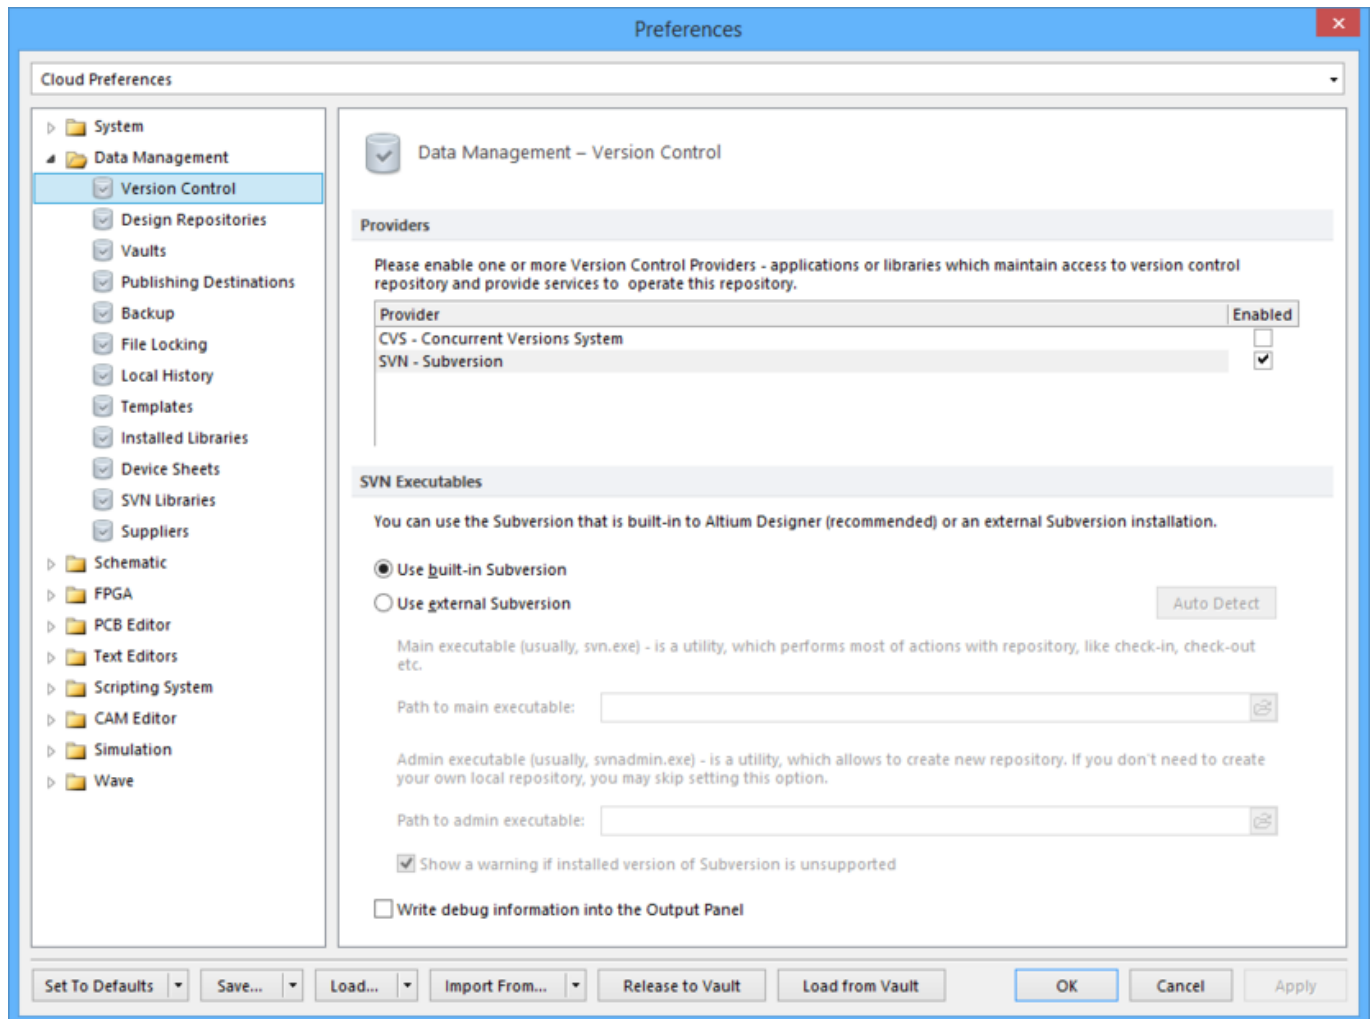 Preferences
Cloud Preferences
System
Data Management
Version Control
Design Repositories
Vaults
Publishing Destinations
Backup
File Locking
Local History
Templates
Installed Libraries
Device Sheets
SVN Libraries
Suppliers
Schematic
FPGA
PCB Editor
Text Editors
Scripting System
CAM Editor
Simulation
Wave
Data Management – Version Control
Providers
Please enable one or more Version Control Providers - applications or libraries which maintain access to version control
repository and provide services to operate this repository.
Provider Enabled
CVS - Concurrent Versions System
SVN - Subversion
SVN Executables
You can use the Subversion that is built-in to Altium Designer (recommended) or an external Subversion installation.
Use built-in Subversion
Use external Subversion
Auto Detect
Main executable (usually, svn.exe) - is a utility, which performs most of actions with repository, like check-in, check-out
etc.
Path to main executable:
Admin executable (usually, svnadmin.exe) - is a utility, which allows to create new repository. If you don't need to create
your own local repository, you may skip setting this option.
Path to admin executable:
Show a warning if installed version of Subversion is unsupported
Write debug information into the Output Panel
Set To Defaults Save... Load... Import From... Release to Vault Load from Vault OK Cancel Apply